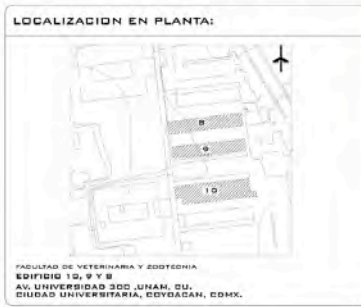 LOCALIZACION EN PLANTA:
8
9
10
FACULTAD DE VETERINARIA Y ZOOTECNIA
EDIFICIO 10, 9 Y 8
AV. UNIVERSIDAD 300 ,UNAM, CU.
CIUDAD UNIVERSITARIA, COYOACAN, CDMX.